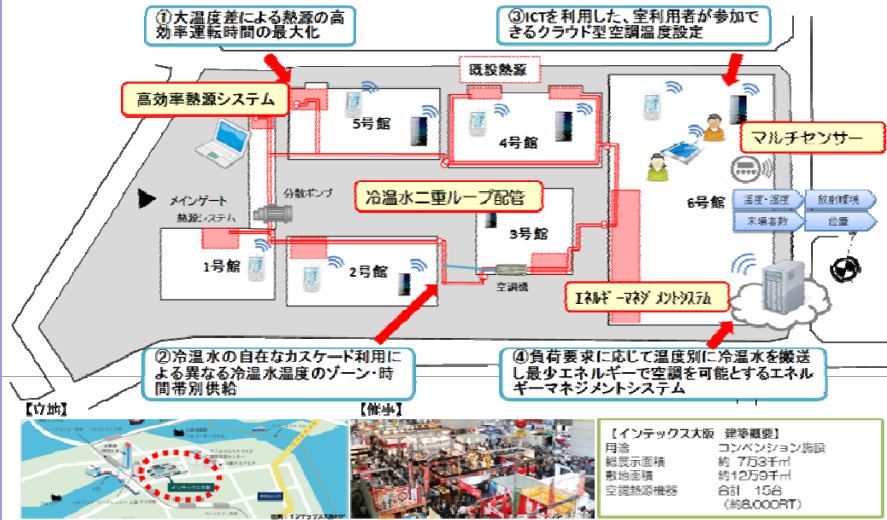 ①大温度差による熱源の高
効率運転時間の最大化
③ICTを利用した、室利用者が参加で
きるクラウド型空調温度設定
既設熱源
高効率熱源システム
5号館
4号館
マルチセンサー
メインゲート
熱源システム
分散ポンプ
冷温水二重ループ配管
3号館
6号館
温度・湿度
放射環境
来場者数
位置
1号館
2号館
空調機
エネルギーマネジメントシステム
②冷温水の自在なカスケード利用に
よる異なる冷温水温度のゾーン・時
間帯別供給
④負荷要求に応じて温度別に冷温水を搬送
し最少エネルギーで空調を可能とするエネル
ギーマネジメントシステム
【立地】
【催事】
インテックス大阪
【インテックス大阪 建築概要】
用途 コンベンション施設
総展示面積 約 7万3千㎡
敷地面積 約12万9千㎡
空調熱源機器 合計 15台
(約8,000RT)